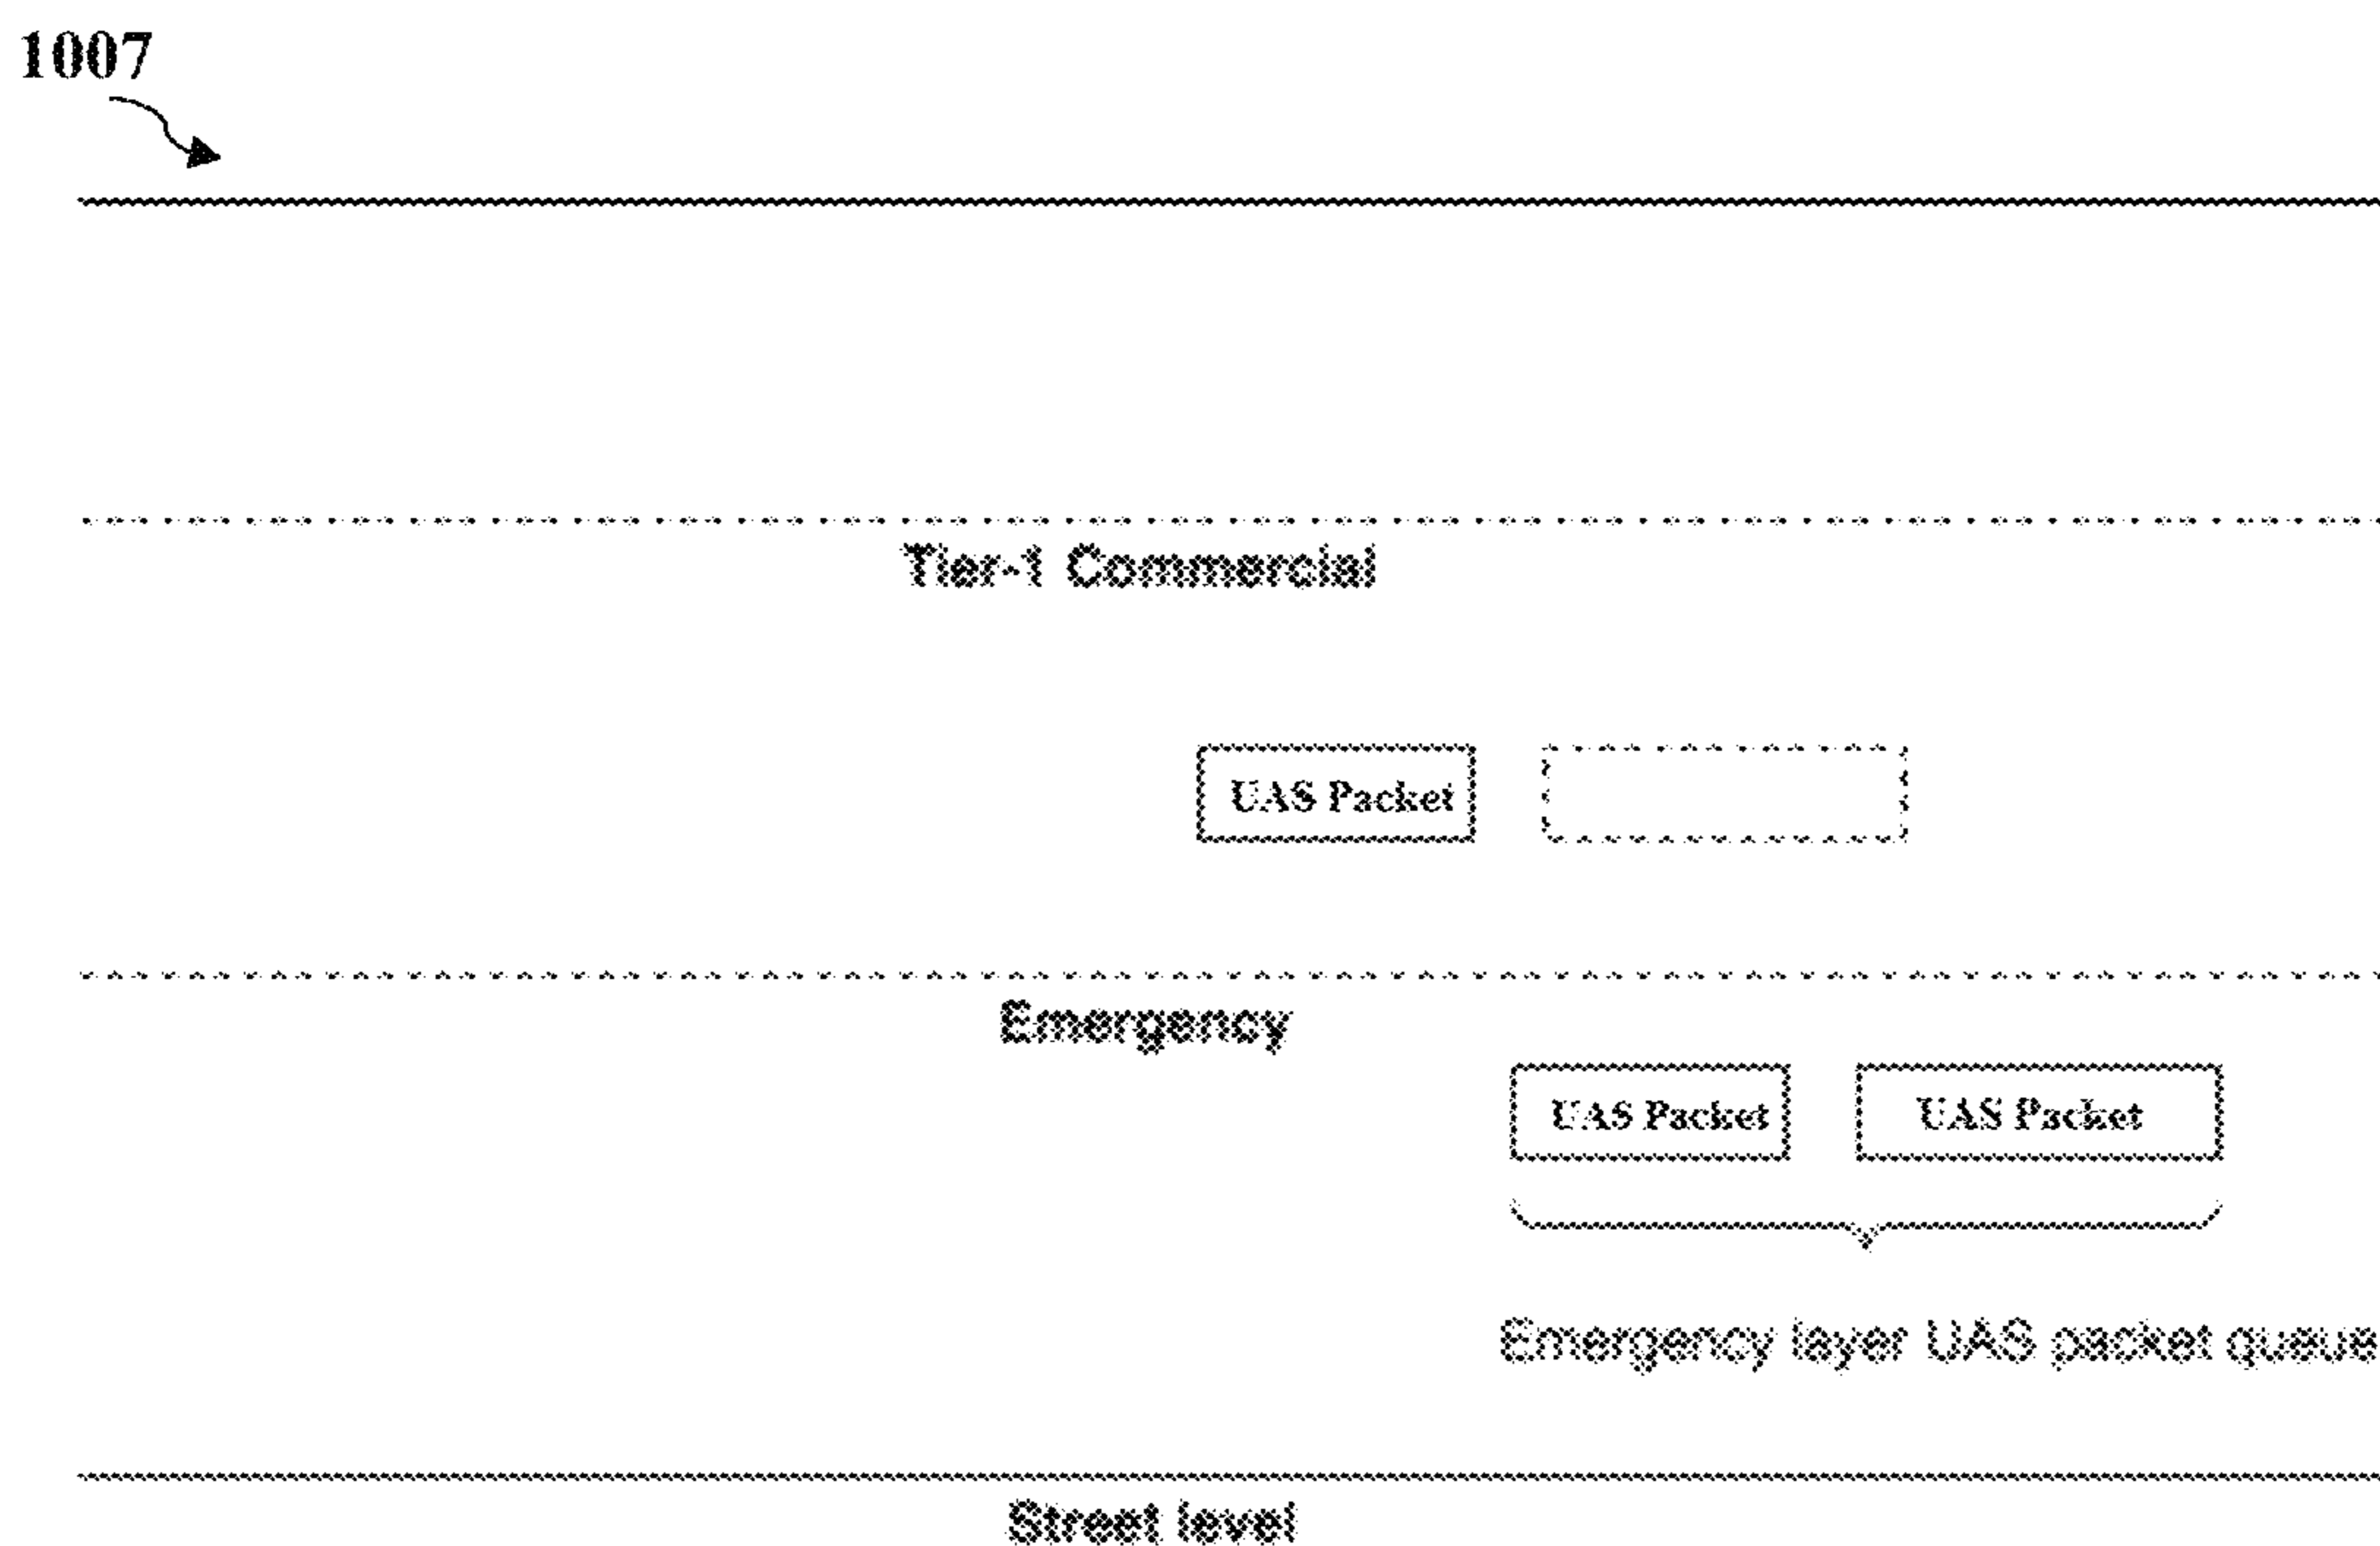 1007
Tier-1 Commercial
UAS Packet
Emergency
UAS Packet UAS Packet
Emergency layer UAS packet queue
Street level